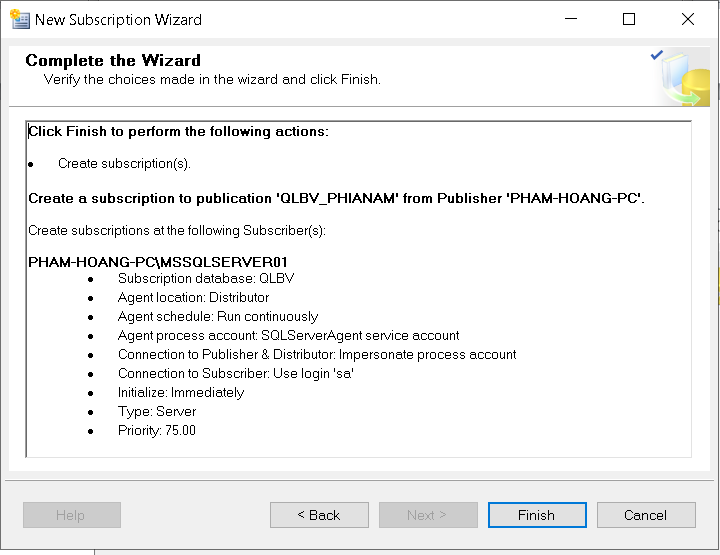 New Subscription Wizard
Complete the Wizard
Verify the choices made in the wizard and click Finish.
Click Finish to perform the following actions:
• Create subscription(s).
Create a subscription to publication 'QLBV_PHIANAM' from Publisher 'PHAM-HOANG-PC'.
Create subscriptions at the following Subscriber(s):
PHAM-HOANG-PC\MSSQLSERVER01
• Subscription database: QLBV
• Agent location: Distributor
• Agent schedule: Run continuously
• Agent process account: SQLServerAgent service account
• Connection to Publisher & Distributor: Impersonate process account
• Connection to Subscriber: Use login 'sa'
• Initialize: Immediately
• Type: Server
• Priority: 75.00
Help
< Back
Next >
Finish
Cancel